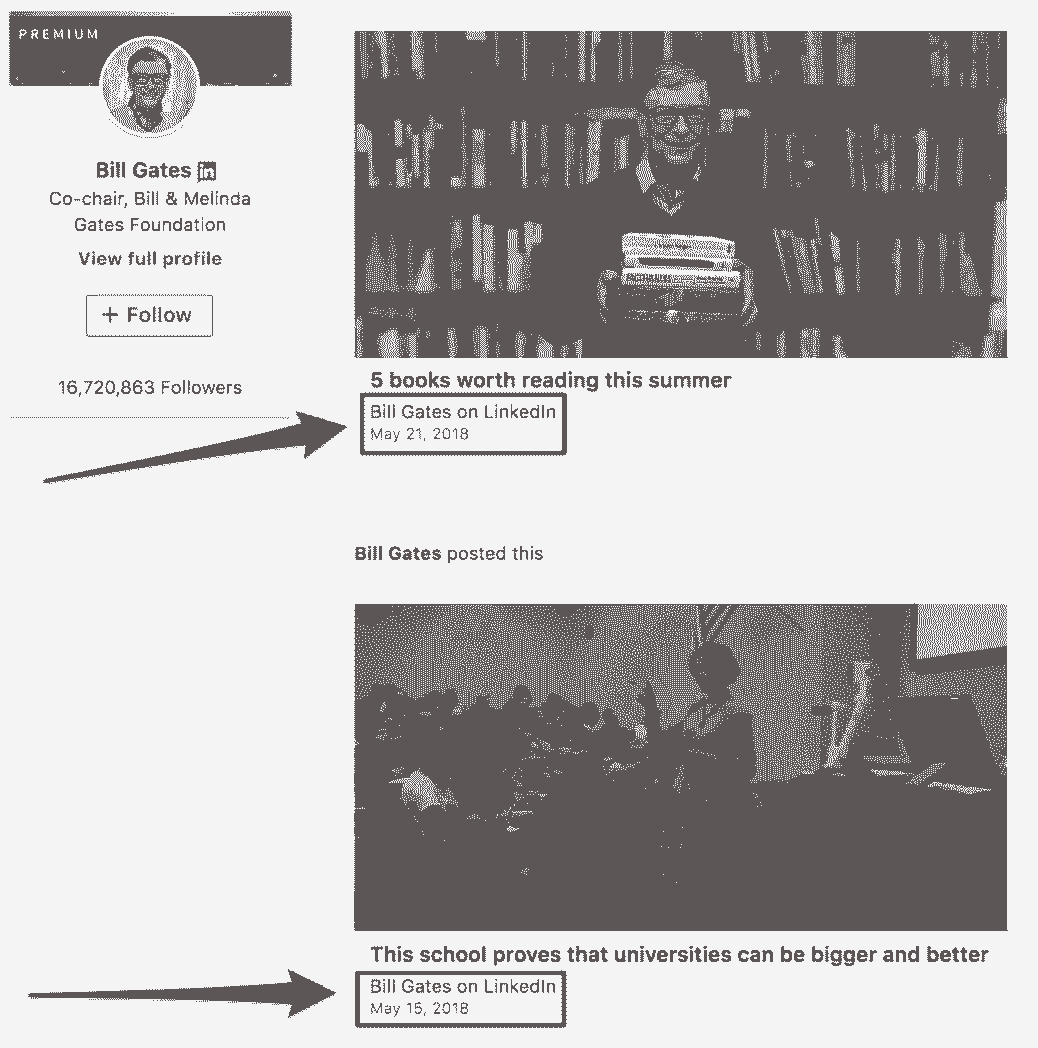 PREMIUM
Bill Gates in
Co-chair, Bill & Melinda
Gates Foundation
View full profile
+ Follow
16,720,863 Followers
5 books worth reading this summer
Bill Gates on LinkedIn
May 21, 2018
Bill Gates posted this
This school proves that universities can be bigger and better
Bill Gates on LinkedIn
May 15, 2018